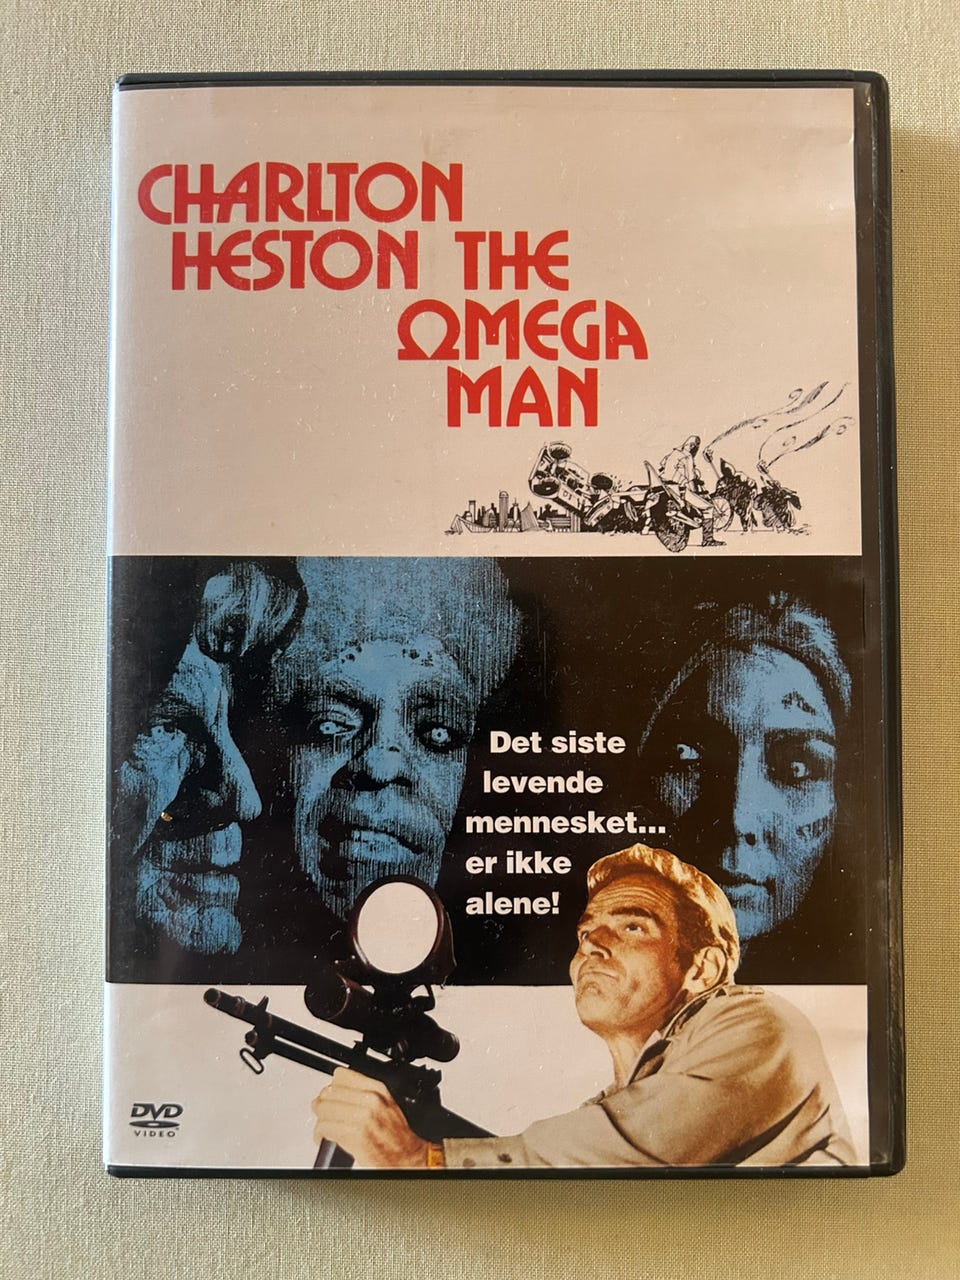 CHARLTON
HESTON THE
ΩMEGA
MAN
Det siste
levende
mennesket...
er ikke
alene!
DVD
VIDEO